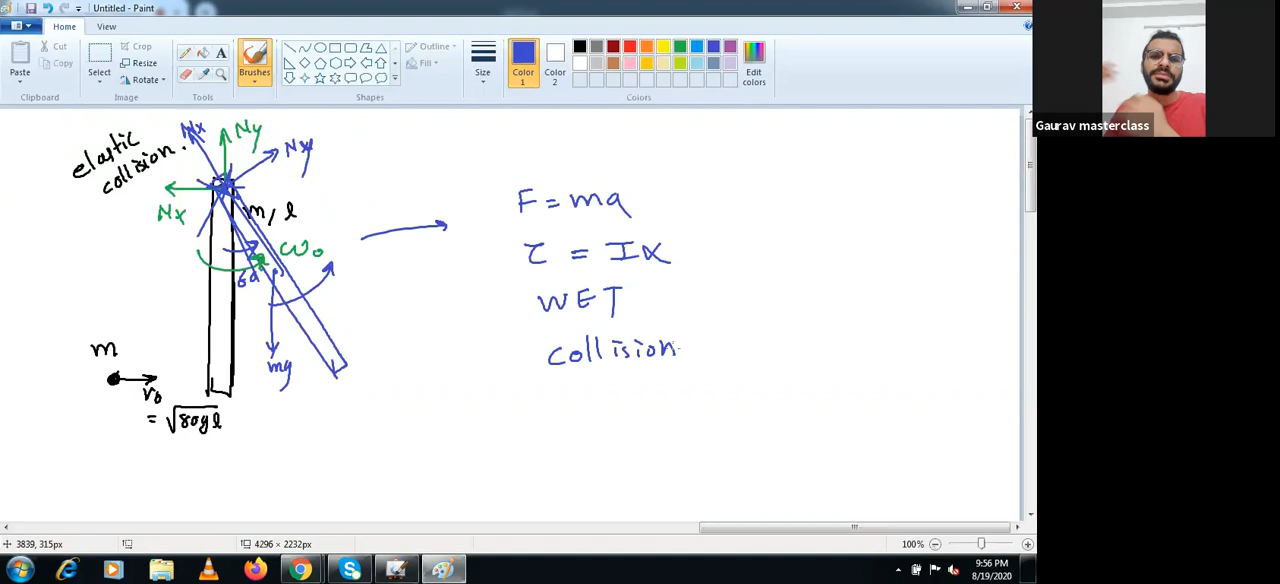 Untitled - Paint
Home
View
Paste
Cut
Copy
Clipboard
Select
Crop
Resize
Rotate
Image
Tools
Brushes
Shapes
Outline
Fill
Size
Color 1
Color 2
Edit colors
Colors
Gaurav masterclass
elastic collision.
Nx
Ny
Ny
Nx
m, l
ω₀
mg
m
v₀
= √80gl
F = ma
τ = Iα
WET
collision
3839, 315px
4296 × 2232px
100%
9:56 PM
8/19/2020